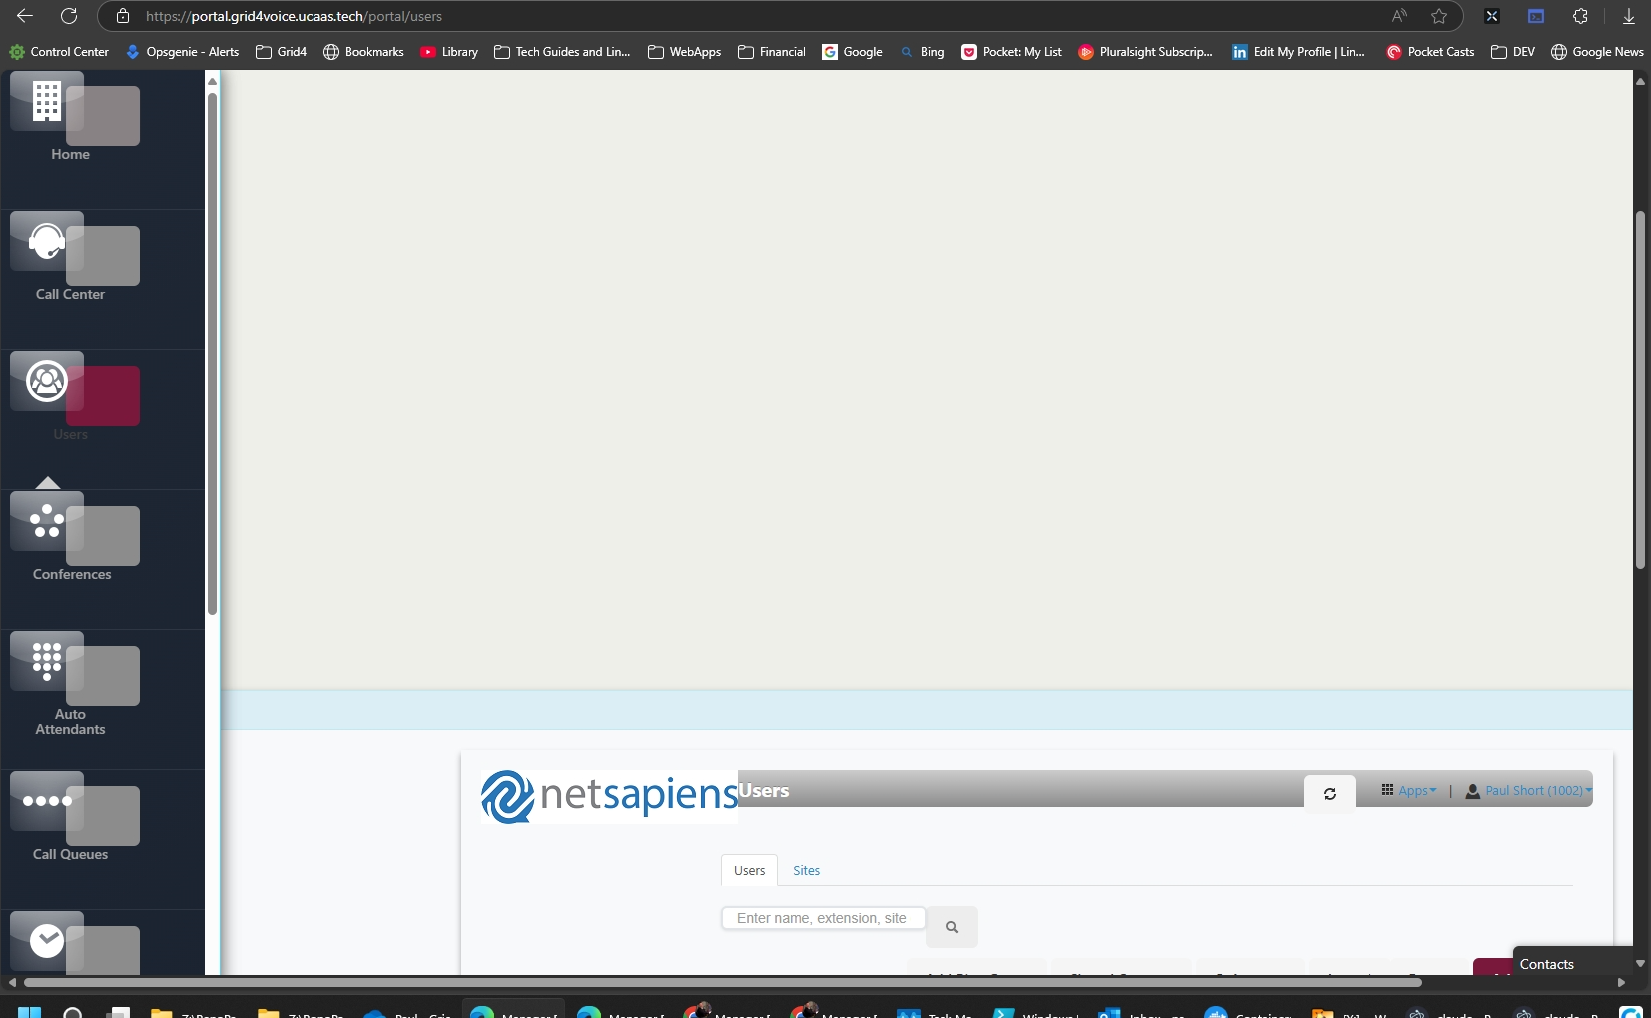 https://portal.grid4voice.ucaas.tech/portal/users
Control Center
Opsgenie - Alerts
Grid4
Bookmarks
Library
Tech Guides and Lin...
WebApps
Financial
Google
Bing
Pocket: My List
Pluralsight Subscrip...
Edit My Profile | Lin...
Pocket Casts
DEV
Google News
Home
Call Center
Users
Conferences
Auto
Attendants
Call Queues
netsapiens
Users
Apps
|
Paul Short (1002)
Users
Sites
Enter name, extension, site
Contacts